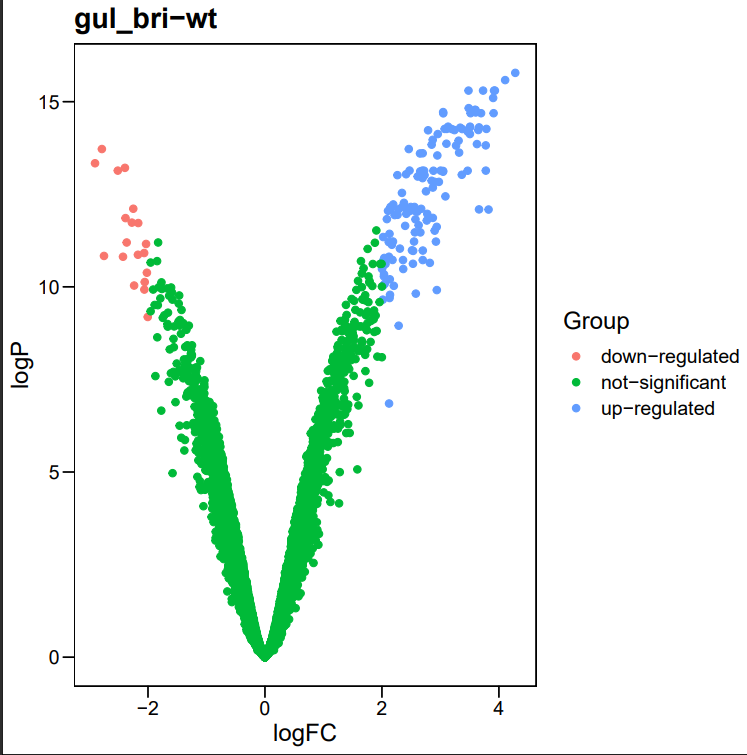 gul_bri−wt
15
10
5
0
logP
−2 0 2 4
logFC
Group
down−regulated
not−significant
up−regulated